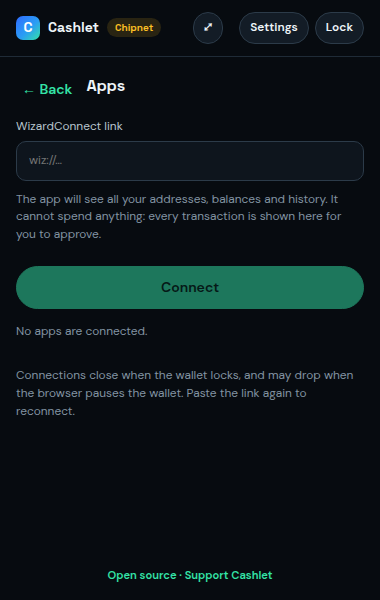 C Cashlet Chipnet ⤢ Settings Lock
← Back Apps
WizardConnect link
wiz://…
The app will see all your addresses, balances and history. It
cannot spend anything: every transaction is shown here for
you to approve.
Connect
No apps are connected.
Connections close when the wallet locks, and may drop when
the browser pauses the wallet. Paste the link again to
reconnect.
Open source · Support Cashlet